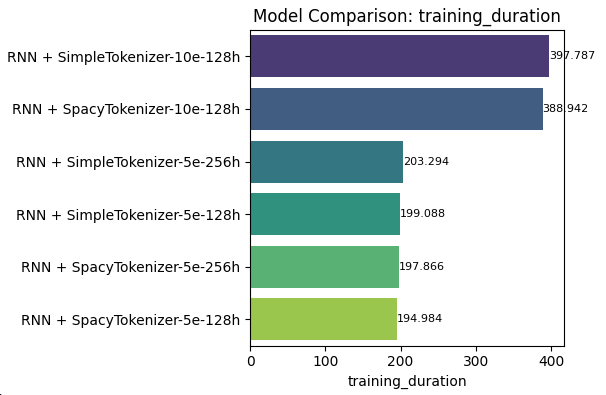 Model Comparison: training_duration
RNN + SimpleTokenizer-10e-128h 397.787
RNN + SpacyTokenizer-10e-128h 388.942
RNN + SimpleTokenizer-5e-256h 203.294
RNN + SimpleTokenizer-5e-128h 199.088
RNN + SpacyTokenizer-5e-256h 197.866
RNN + SpacyTokenizer-5e-128h 194.984
0 100 200 300 400
training_duration